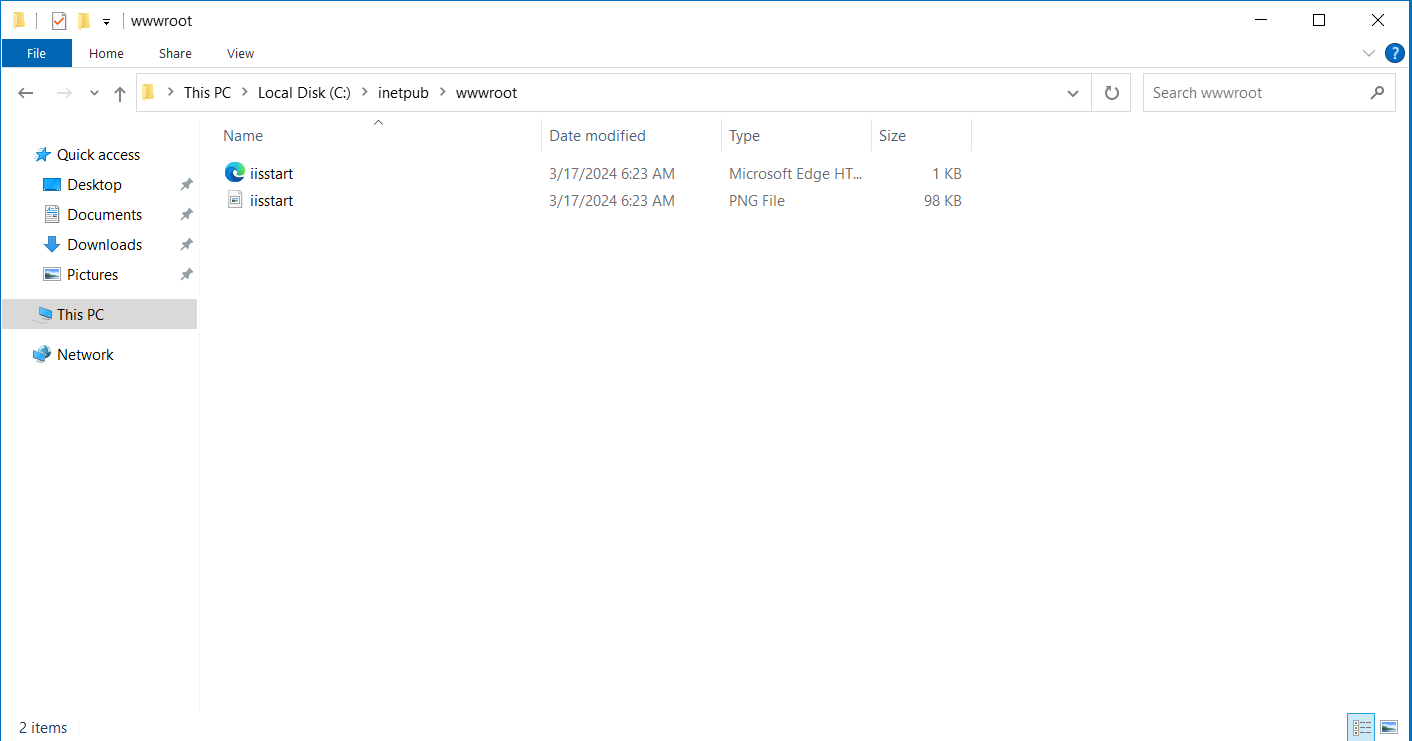 wwwroot
File Home Share View
?
This PC Local Disk (C:) inetpub wwwroot
Search wwwroot
Name Date modified Type Size
Quick access
Desktop
Documents
Downloads
Pictures
This PC
Network
iisstart 3/17/2024 6:23 AM Microsoft Edge HT... 1 KB
iisstart 3/17/2024 6:23 AM PNG File 98 KB
2 items